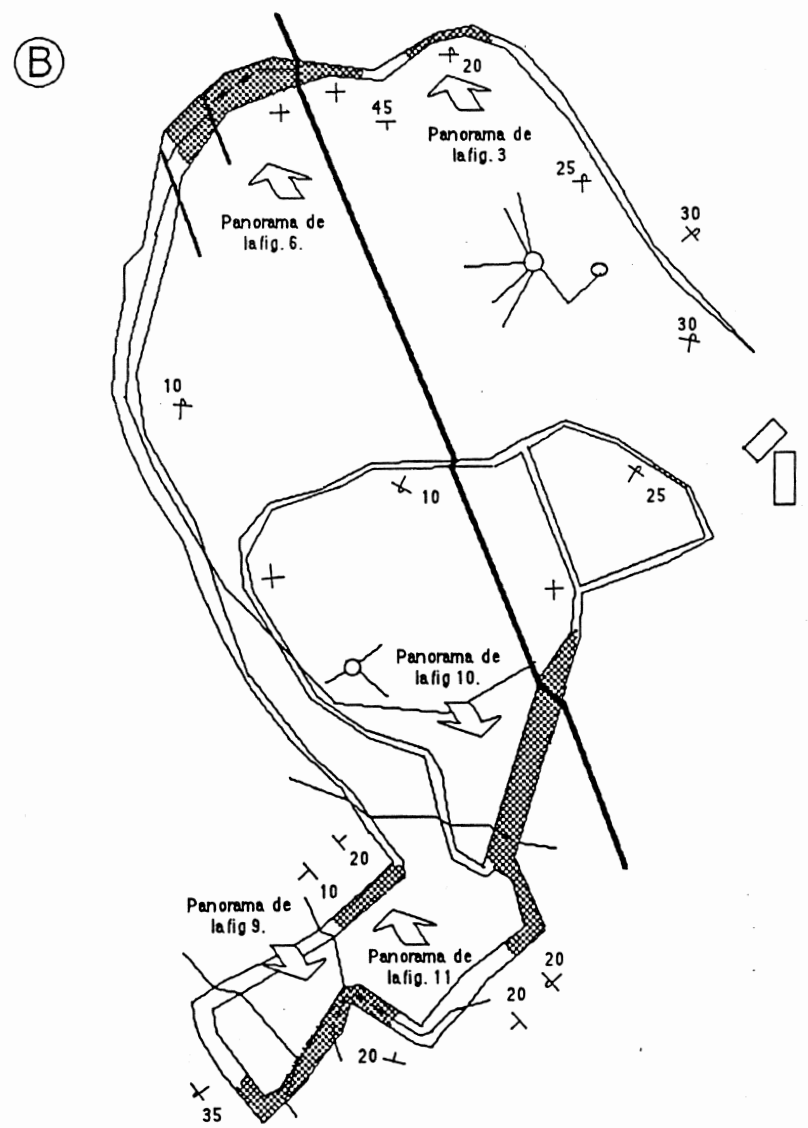 B
20
45
Panorama de
la fig. 3
25
30
Panorama de
la fig. 6.
30
10
10
25
Panorama de
la fig 10.
20
10
Panorama de
la fig 9.
Panorama de
la fig. 11
20
20
20
35